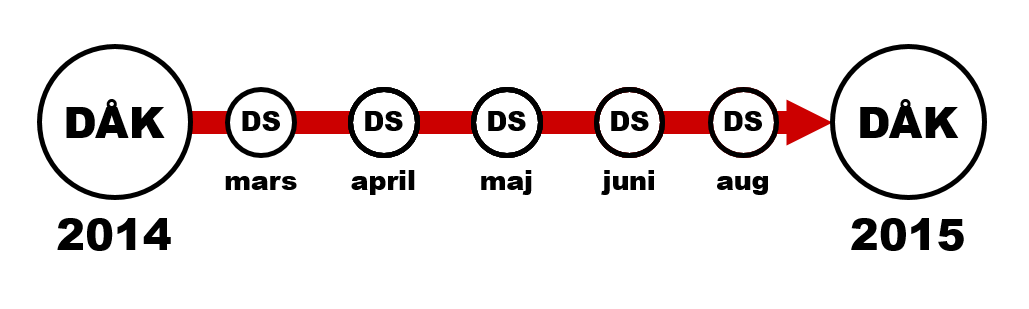 DÅK DS DS DS DS DS DÅK
mars april maj juni aug
2014 2015